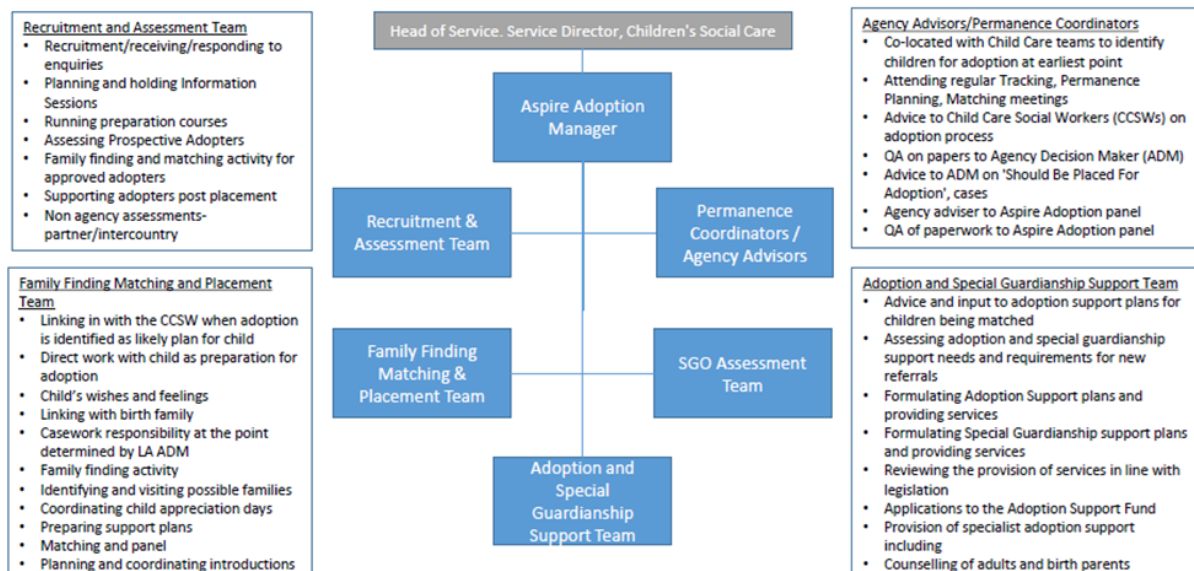 Recruitment and Assessment Team
• Recruitment/receiving/responding to
enquiries
• Planning and holding Information
Sessions
• Running preparation courses
• Assessing Prospective Adopters
• Family finding and matching activity for
approved adopters
• Supporting adopters post placement
• Non agency assessments-
partner/intercountry
Family Finding Matching and Placement
Team
• Linking in with the CCSW when adoption
is identified as likely plan for child
• Direct work with child as preparation for
adoption
• Child's wishes and feelings
• Linking with birth family
• Casework responsibility at the point
determined by LA ADM
• Family finding activity
• Identifying and visiting possible families
• Coordinating child appreciation days
• Preparing support plans
• Matching and panel
• Planning and coordinating introductions
Head of Service. Service Director, Children's Social Care
Aspire Adoption
Manager
Recruitment &
Assessment Team
Permanence
Coordinators /
Agency Advisors
Family Finding
Matching &
Placement Team
SGO Assessment
Team
Adoption and
Special
Guardianship
Support Team
Agency Advisors/Permanence Coordinators
• Co-located with Child Care teams to identify
children for adoption at earliest point
• Attending regular Tracking, Permanence
Planning, Matching meetings
• Advice to Child Care Social Workers (CCSWs) on
adoption process
• QA on papers to Agency Decision Maker (ADM)
• Advice to ADM on 'Should Be Placed For
Adoption', cases
• Agency adviser to Aspire Adoption panel
• QA of paperwork to Aspire Adoption panel
Adoption and Special Guardianship Support Team
• Advice and input to adoption support plans for
children being matched
• Assessing adoption and special guardianship
support needs and requirements for new
referrals
• Formulating Adoption Support plans and
providing services
• Formulating Special Guardianship support plans
and providing services
• Reviewing the provision of services in line with
legislation
• Applications to the Adoption Support Fund
• Provision of specialist adoption support
including
• Counselling of adults and birth parents